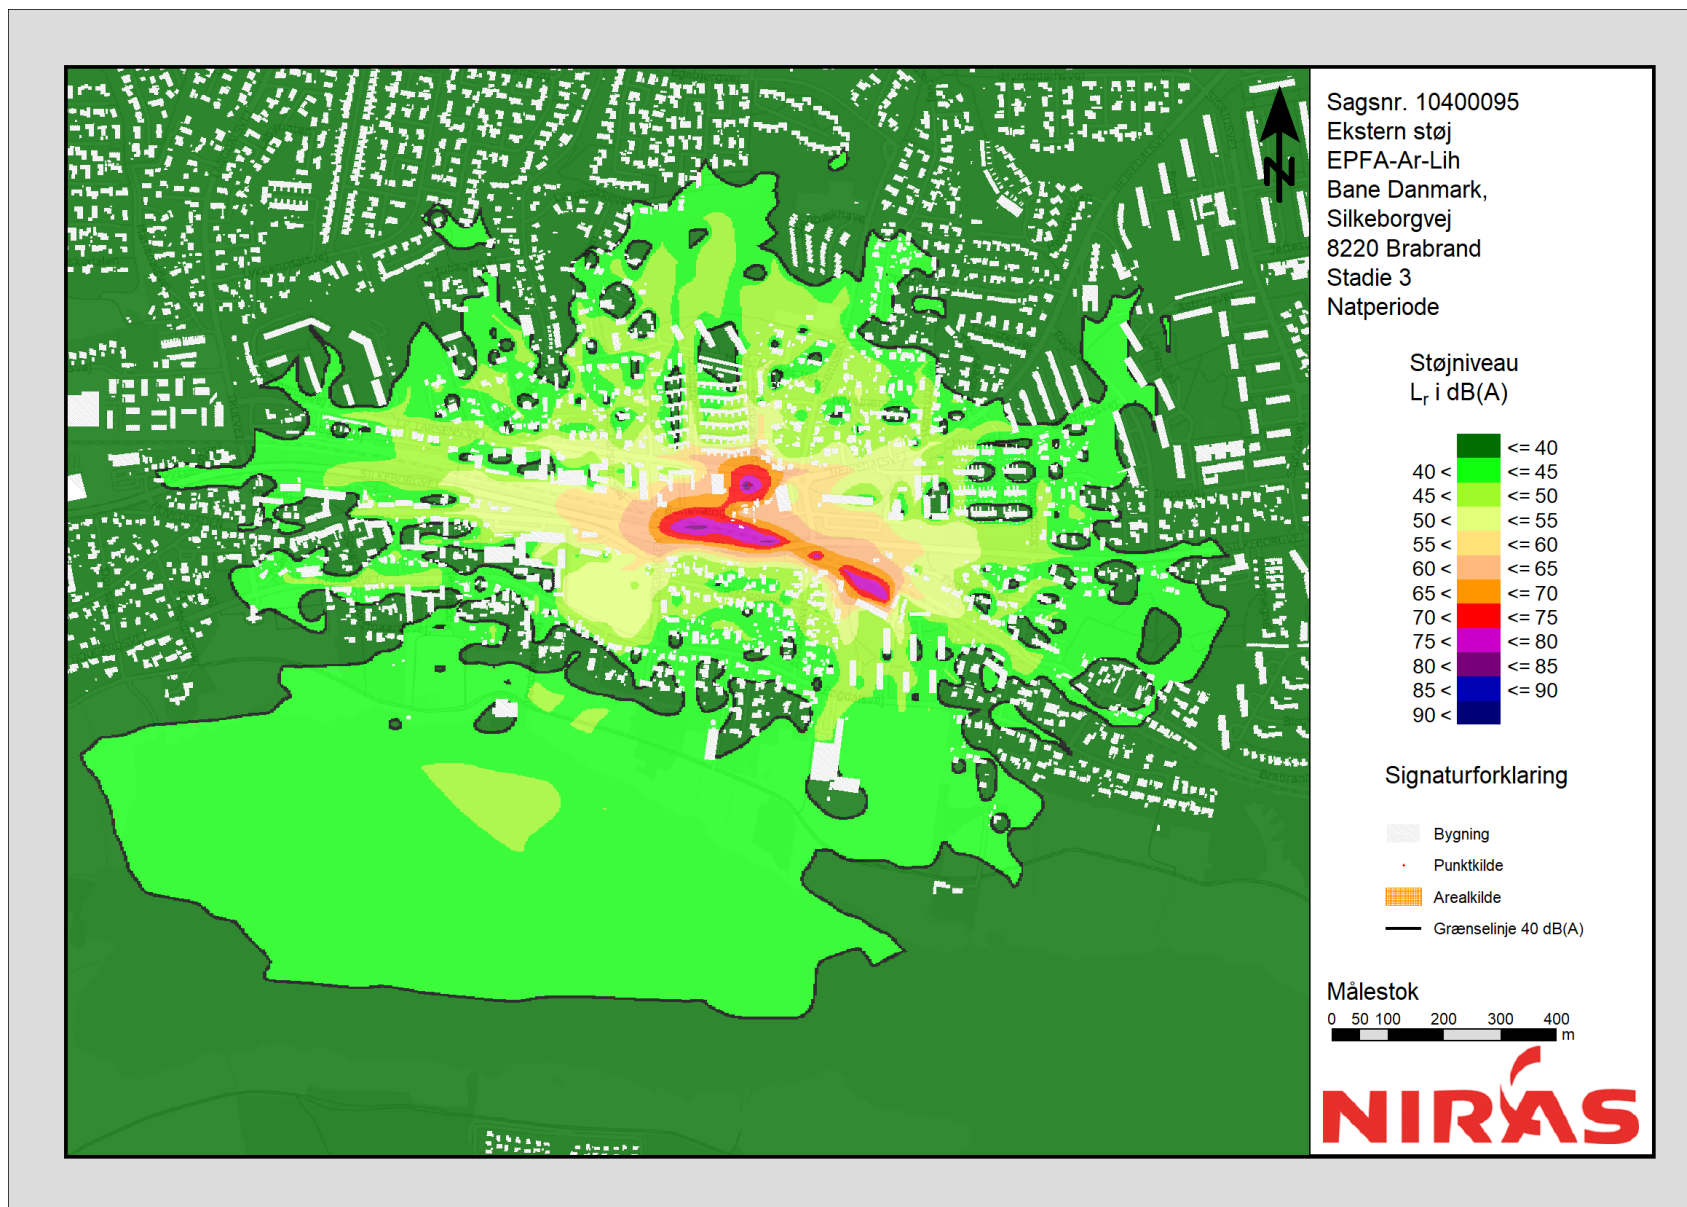 Sagsnr. 10400095
Ekstern støj
EPFA-Ar-Lih
Bane Danmark,
Silkeborgvej
8220 Brabrand
Stadie 3
Natperiode
N
Støjniveau
Lr i dB(A)
<= 40
40 < <= 45
45 < <= 50
50 < <= 55
55 < <= 60
60 < <= 65
65 < <= 70
70 < <= 75
75 < <= 80
80 < <= 85
85 < <= 90
90 <
Signaturforklaring
Bygning
Punktkilde
Arealkilde
Grænselinje 40 dB(A)
Målestok
0 50 100 200 300 400
m
NIRAS